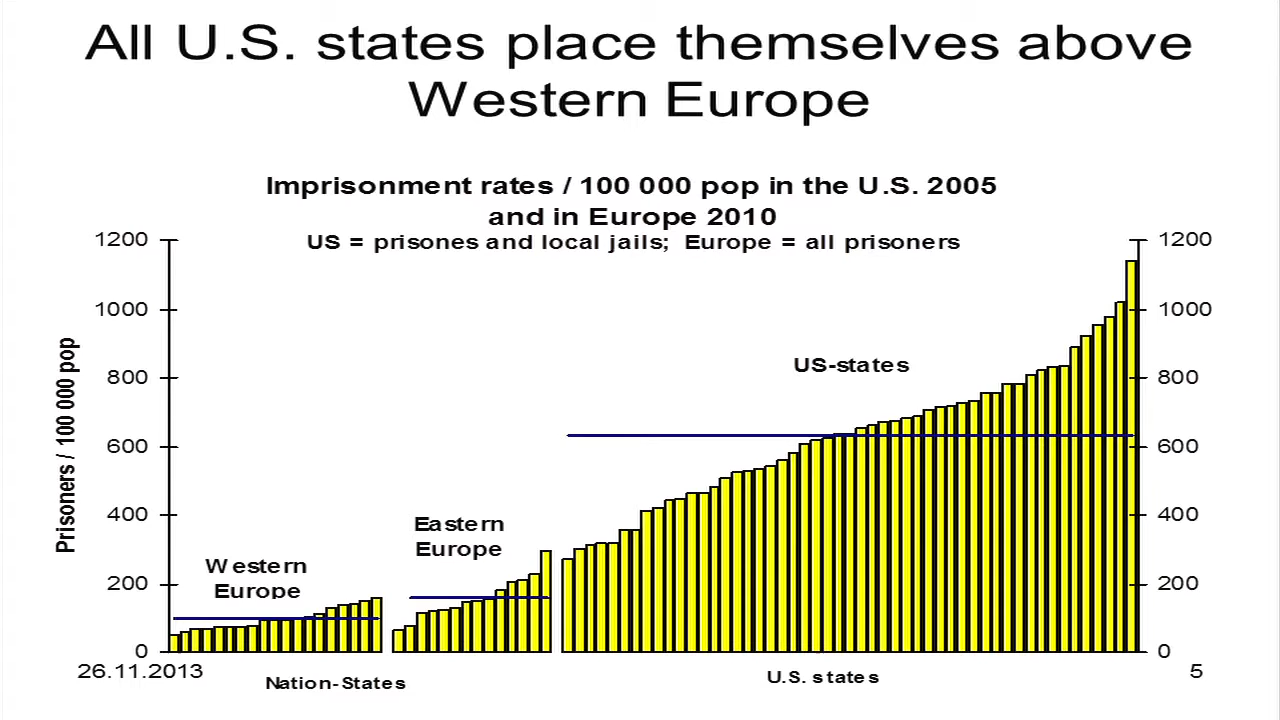 All U.S. states place themselves above
Western Europe
Imprisonment rates / 100 000 pop in the U.S. 2005
and in Europe 2010
US = prisones and local jails; Europe = all prisoners
1200
1000
800
600
400
200
0
Prisoners / 100 000 pop
Western
Europe
Eastern
Europe
US-states
1200
1000
800
600
400
200
0
26.11.2013
Nation-States
U.S. states
5